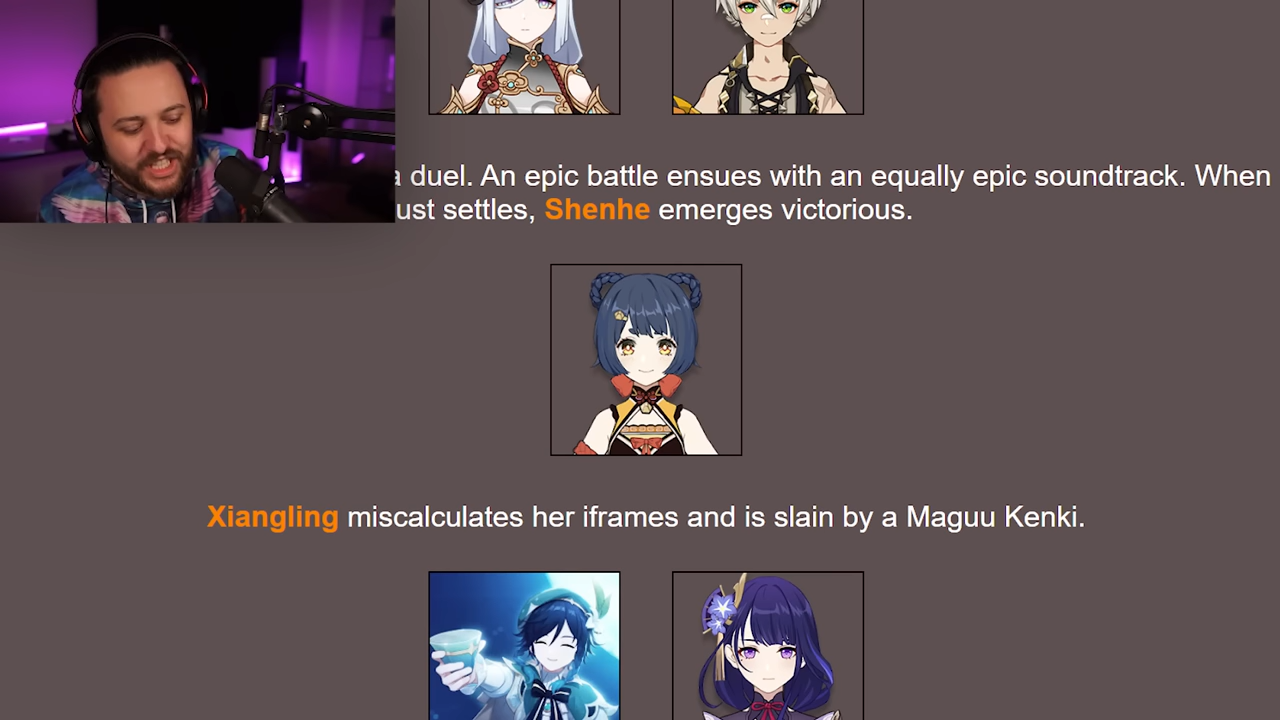 a duel. An epic battle ensues with an equally epic soundtrack. When
ust settles, Shenhe emerges victorious.
Xiangling miscalculates her iframes and is slain by a Maguu Kenki.